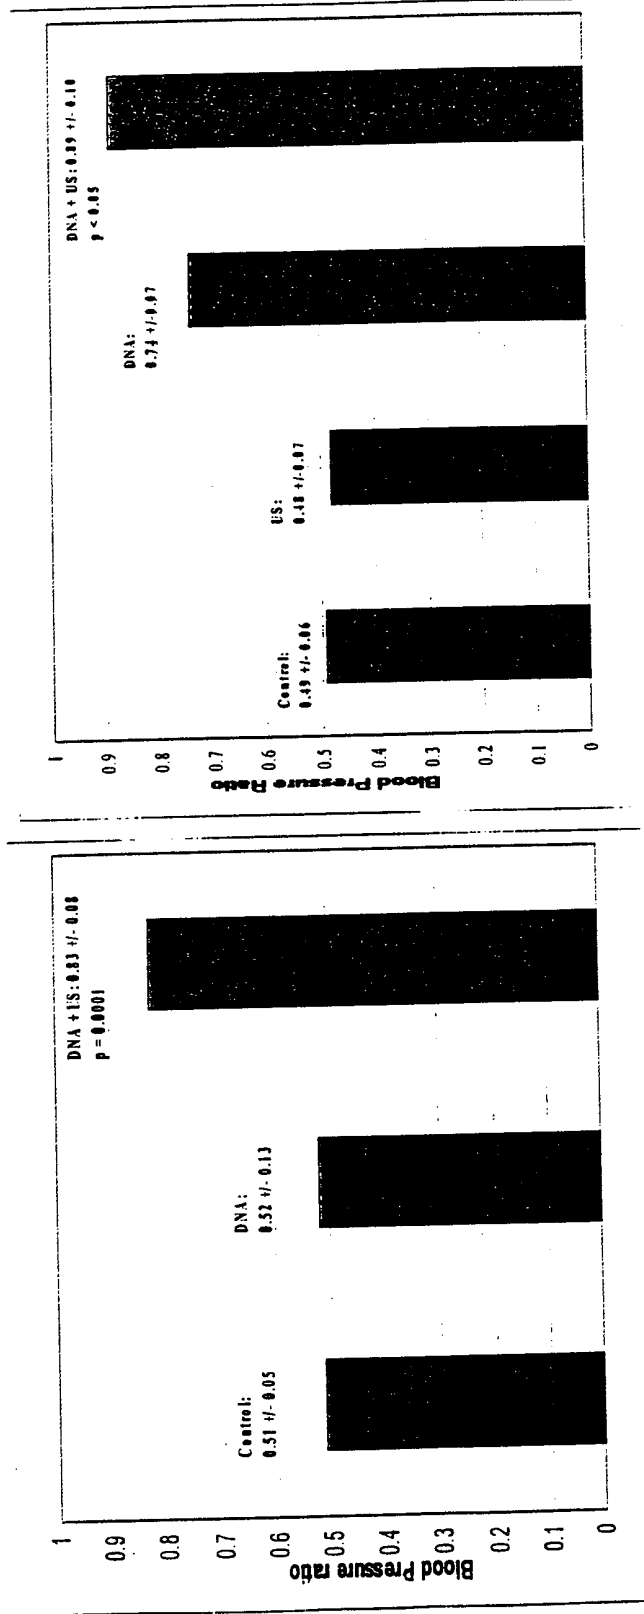 Blood Pressure ratio
1
0.9
0.8
0.7
0.6
0.5
0.4
0.3
0.2
0.1
0
Control:
0.51 +/- 0.05
DNA:
0.52 +/- 0.13
DNA + US: 0.83 +/- 0.08
p = 0.0001
Blood Pressure Ratio
1
0.9
0.8
0.7
0.6
0.5
0.4
0.3
0.2
0.1
0
Control:
0.49 +/- 0.06
US:
0.48 +/-0.07
DNA:
0.74 +/-0.07
DNA + US: 0.89 +/- 0.10
p < 0.05